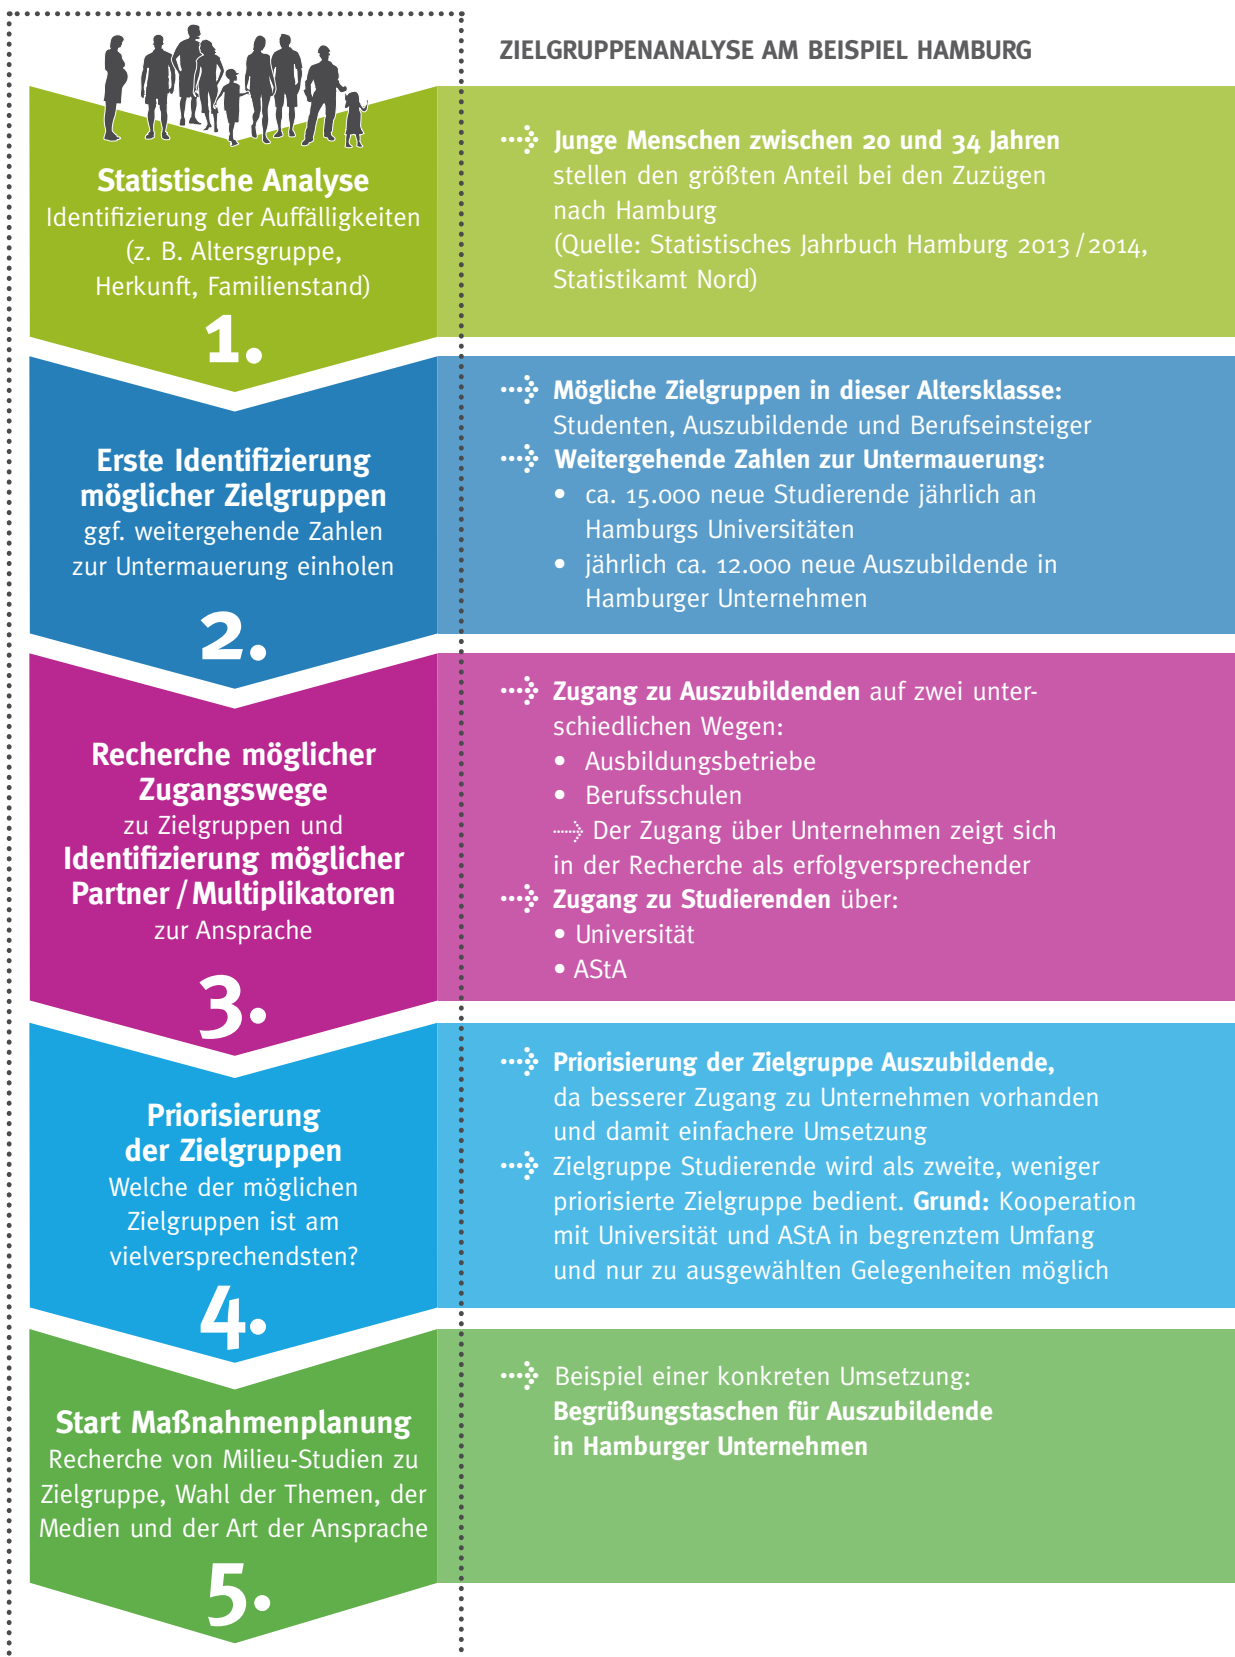 ZIELGRUPPENANALYSE AM BEISPIEL HAMBURG
Statistische Analyse
Identifizierung der Auffälligkeiten
(z. B. Altersgruppe,
Herkunft, Familienstand)
1.
Junge Menschen zwischen 20 und 34 Jahren
stellen den größten Anteil bei den Zuzügen
nach Hamburg
(Quelle: Statistisches Jahrbuch Hamburg 2013/2014,
Statistikamt Nord)
Erste Identifizierung
möglicher Zielgruppen
ggf. weitergehende Zahlen
zur Untermauerung einholen
2.
Mögliche Zielgruppen in dieser Altersklasse:
Studenten, Auszubildende und Berufseinsteiger
Weitergehende Zahlen zur Untermauerung:
• ca. 15.000 neue Studierende jährlich an
Hamburgs Universitäten
• jährlich ca. 12.000 neue Auszubildende in
Hamburger Unternehmen
Recherche möglicher
Zugangswege
zu Zielgruppen und
Identifizierung möglicher
Partner/Multiplikatoren
zur Ansprache
3.
Zugang zu Auszubildenden auf zwei unter-
schiedlichen Wegen:
• Ausbildungsbetriebe
• Berufsschulen
Der Zugang über Unternehmen zeigt sich
in der Recherche als erfolgversprechender
Zugang zu Studierenden über:
• Universität
• AStA
Priorisierung
der Zielgruppen
Welche der möglichen
Zielgruppen ist am
vielversprechendsten?
4.
Priorisierung der Zielgruppe Auszubildende,
da besserer Zugang zu Unternehmen vorhanden
und damit einfachere Umsetzung
Zielgruppe Studierende wird als zweite, weniger
priorisierte Zielgruppe bedient. Grund: Kooperation
mit Universität und AStA in begrenztem Umfang
und nur zu ausgewählten Gelegenheiten möglich
Start Maßnahmenplanung
Recherche von Milieu-Studien zu
Zielgruppe, Wahl der Themen, der
Medien und der Art der Ansprache
5.
Beispiel einer konkreten Umsetzung:
Begrüßungstaschen für Auszubildende
in Hamburger Unternehmen